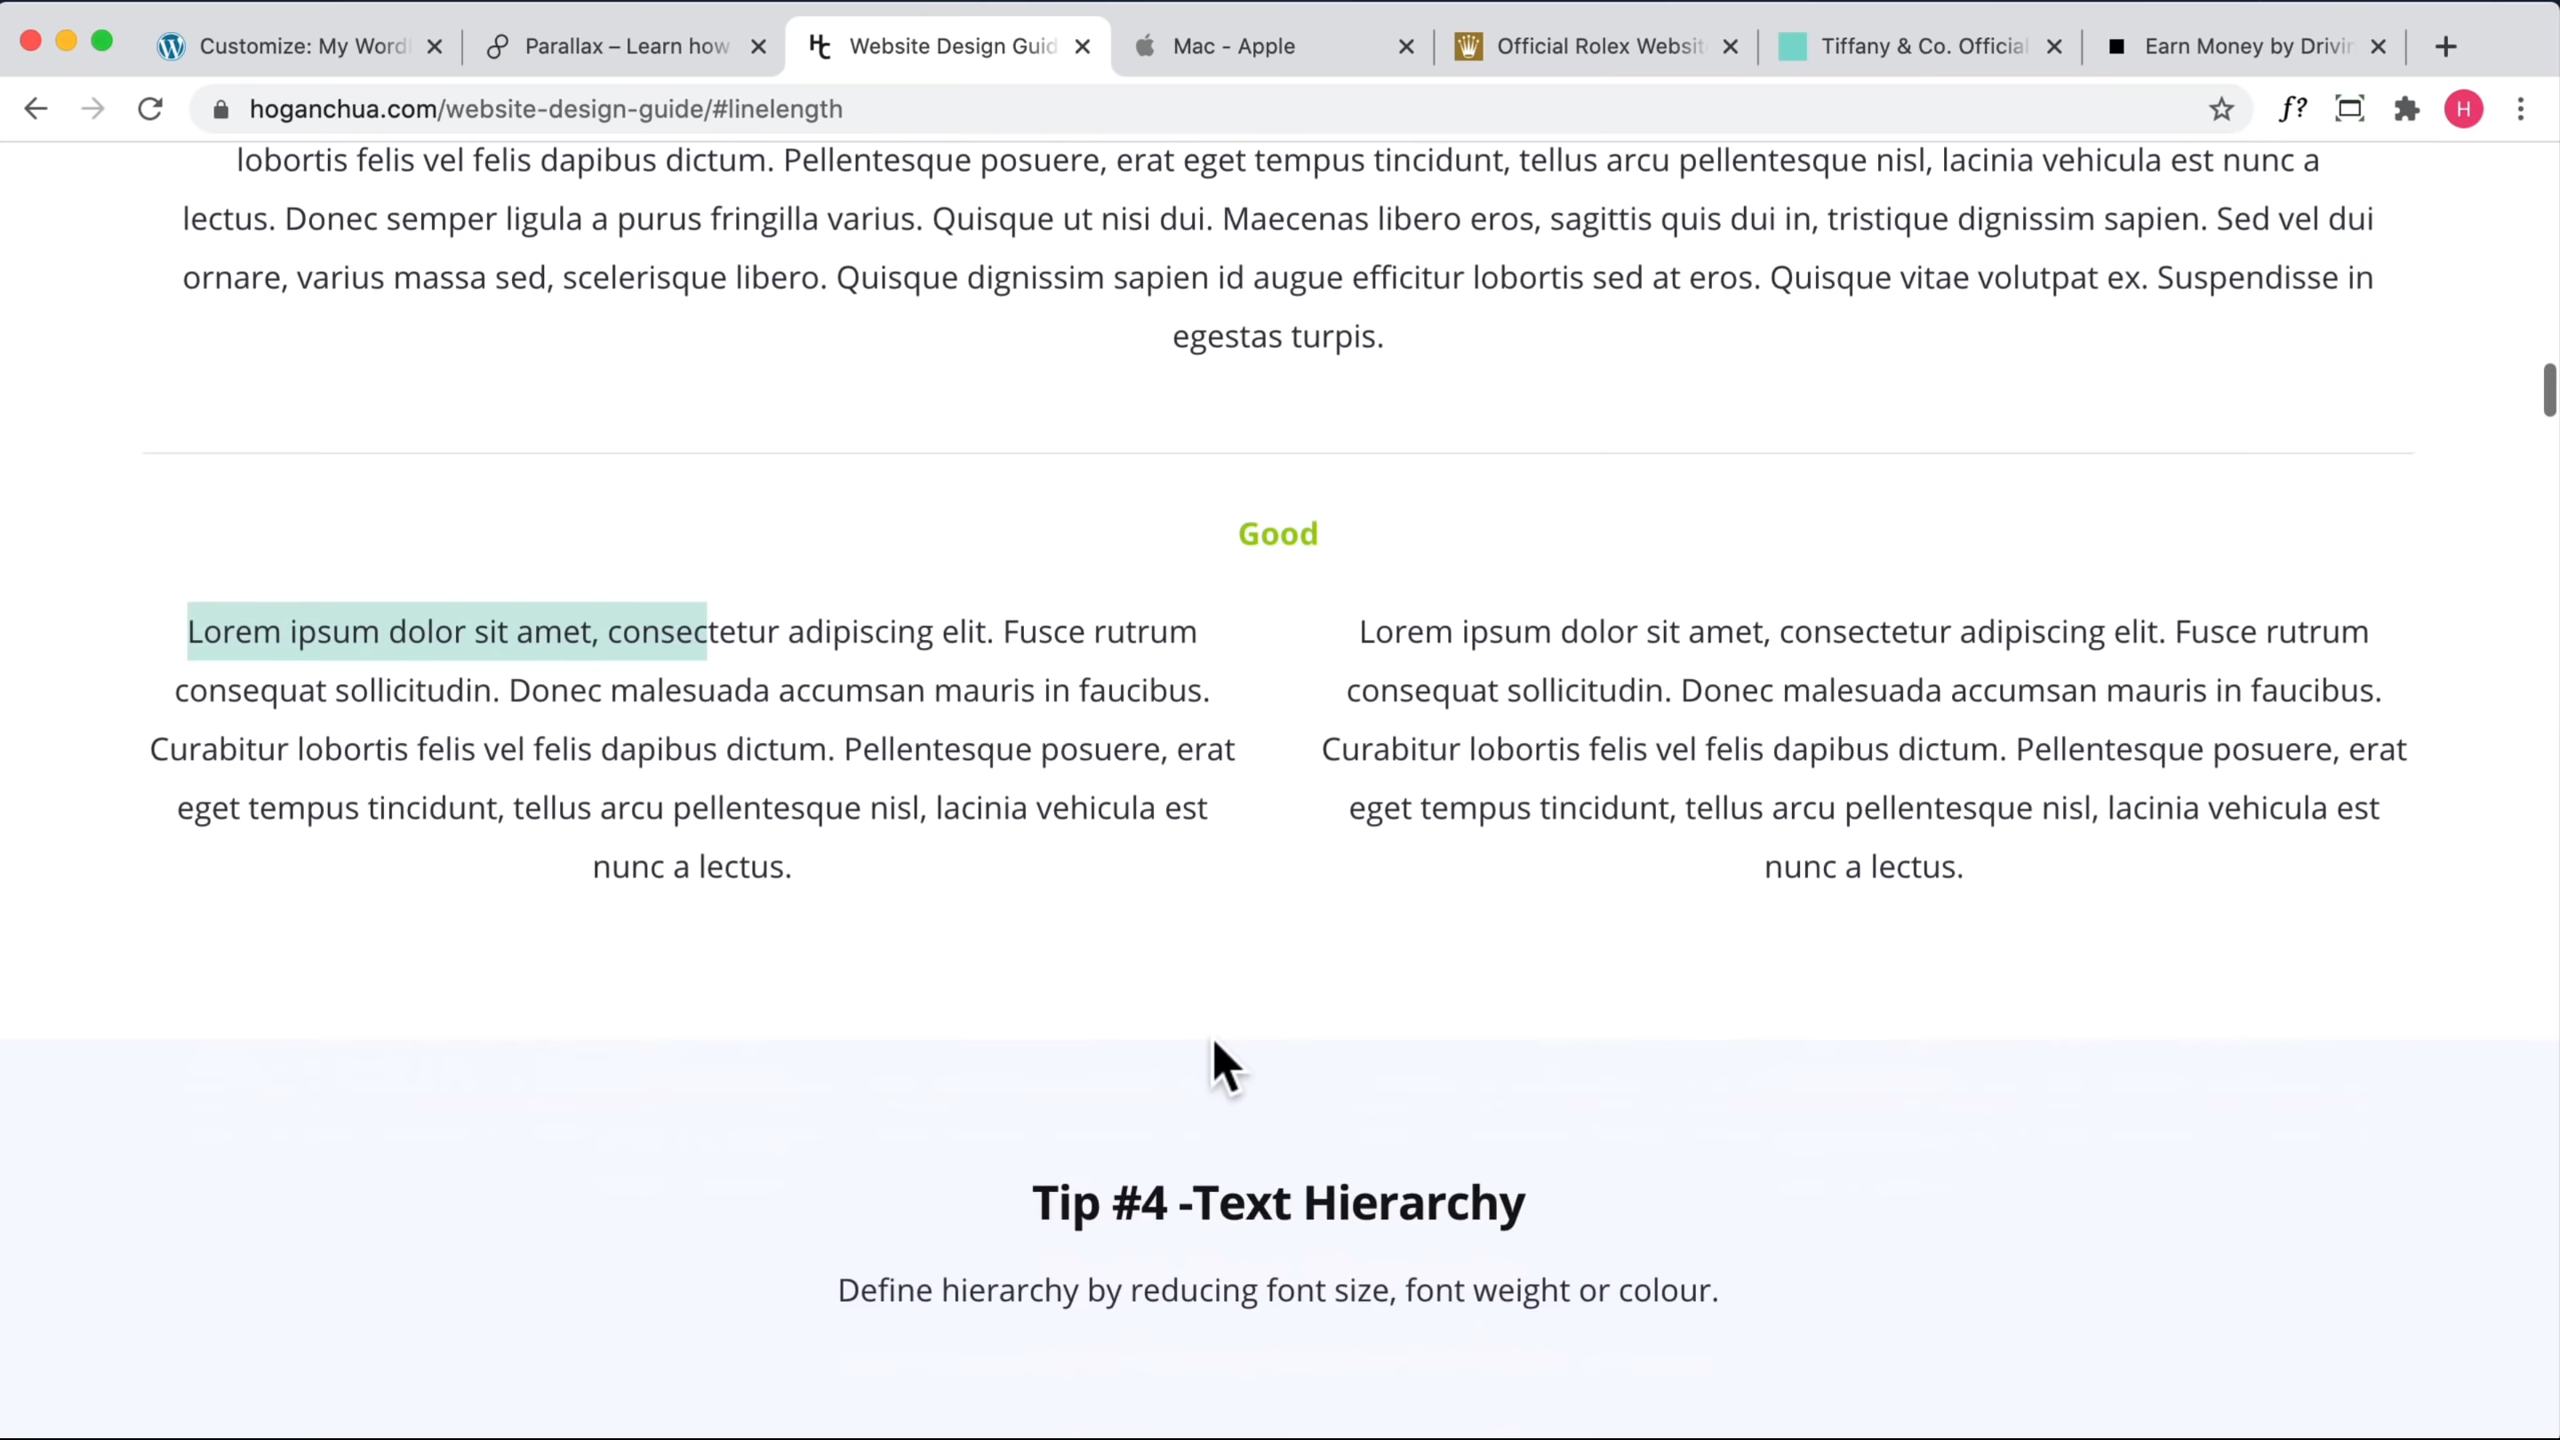 Customize: My Word
Parallax – Learn how
Website Design Guid
Mac - Apple
Official Rolex Websit
Tiffany & Co. Official
Earn Money by Drivin
hoganchua.com/website-design-guide/#linelength
f?
H
lobortis felis vel felis dapibus dictum. Pellentesque posuere, erat eget tempus tincidunt, tellus arcu pellentesque nisl, lacinia vehicula est nunc a
lectus. Donec semper ligula a purus fringilla varius. Quisque ut nisi dui. Maecenas libero eros, sagittis quis dui in, tristique dignissim sapien. Sed vel dui
ornare, varius massa sed, scelerisque libero. Quisque dignissim sapien id augue efficitur lobortis sed at eros. Quisque vitae volutpat ex. Suspendisse in
egestas turpis.
Good
Lorem ipsum dolor sit amet, consectetur adipiscing elit. Fusce rutrum
consequat sollicitudin. Donec malesuada accumsan mauris in faucibus.
Curabitur lobortis felis vel felis dapibus dictum. Pellentesque posuere, erat
eget tempus tincidunt, tellus arcu pellentesque nisl, lacinia vehicula est
nunc a lectus.
Lorem ipsum dolor sit amet, consectetur adipiscing elit. Fusce rutrum
consequat sollicitudin. Donec malesuada accumsan mauris in faucibus.
Curabitur lobortis felis vel felis dapibus dictum. Pellentesque posuere, erat
eget tempus tincidunt, tellus arcu pellentesque nisl, lacinia vehicula est
nunc a lectus.
Tip #4 -Text Hierarchy
Define hierarchy by reducing font size, font weight or colour.